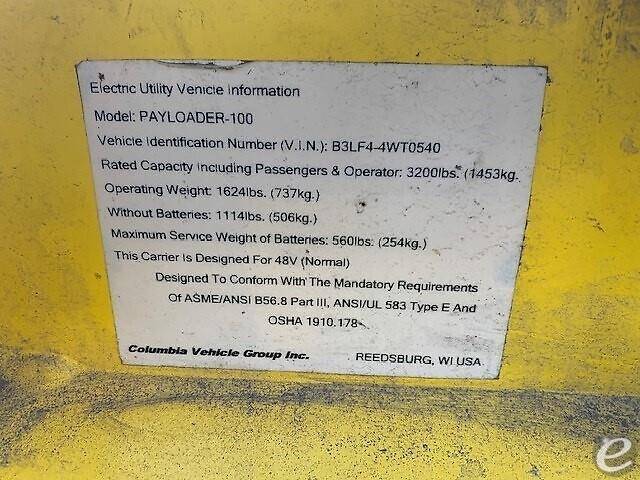 Electric Utility Vehicle Information
Model: PAYLOADER-100
Vehicle Identification Number (V.I.N.): B3LF4-4WT0540
Rated Capacity Including Passengers & Operator: 3200lbs. (1453kg.
Operating Weight: 1624lbs. (737kg.)
Without Batteries: 1114lbs. (506kg.)
Maximum Service Weight of Batteries: 560lbs. (254kg.)
This Carrier Is Designed For 48V (Normal)
Designed To Conform With The Mandatory Requirements
Of ASME/ANSI B56.8 Part III, ANSI/UL 583 Type E And
OSHA 1910.178
Columbia Vehicle Group Inc. REEDSBURG, WI USA
e